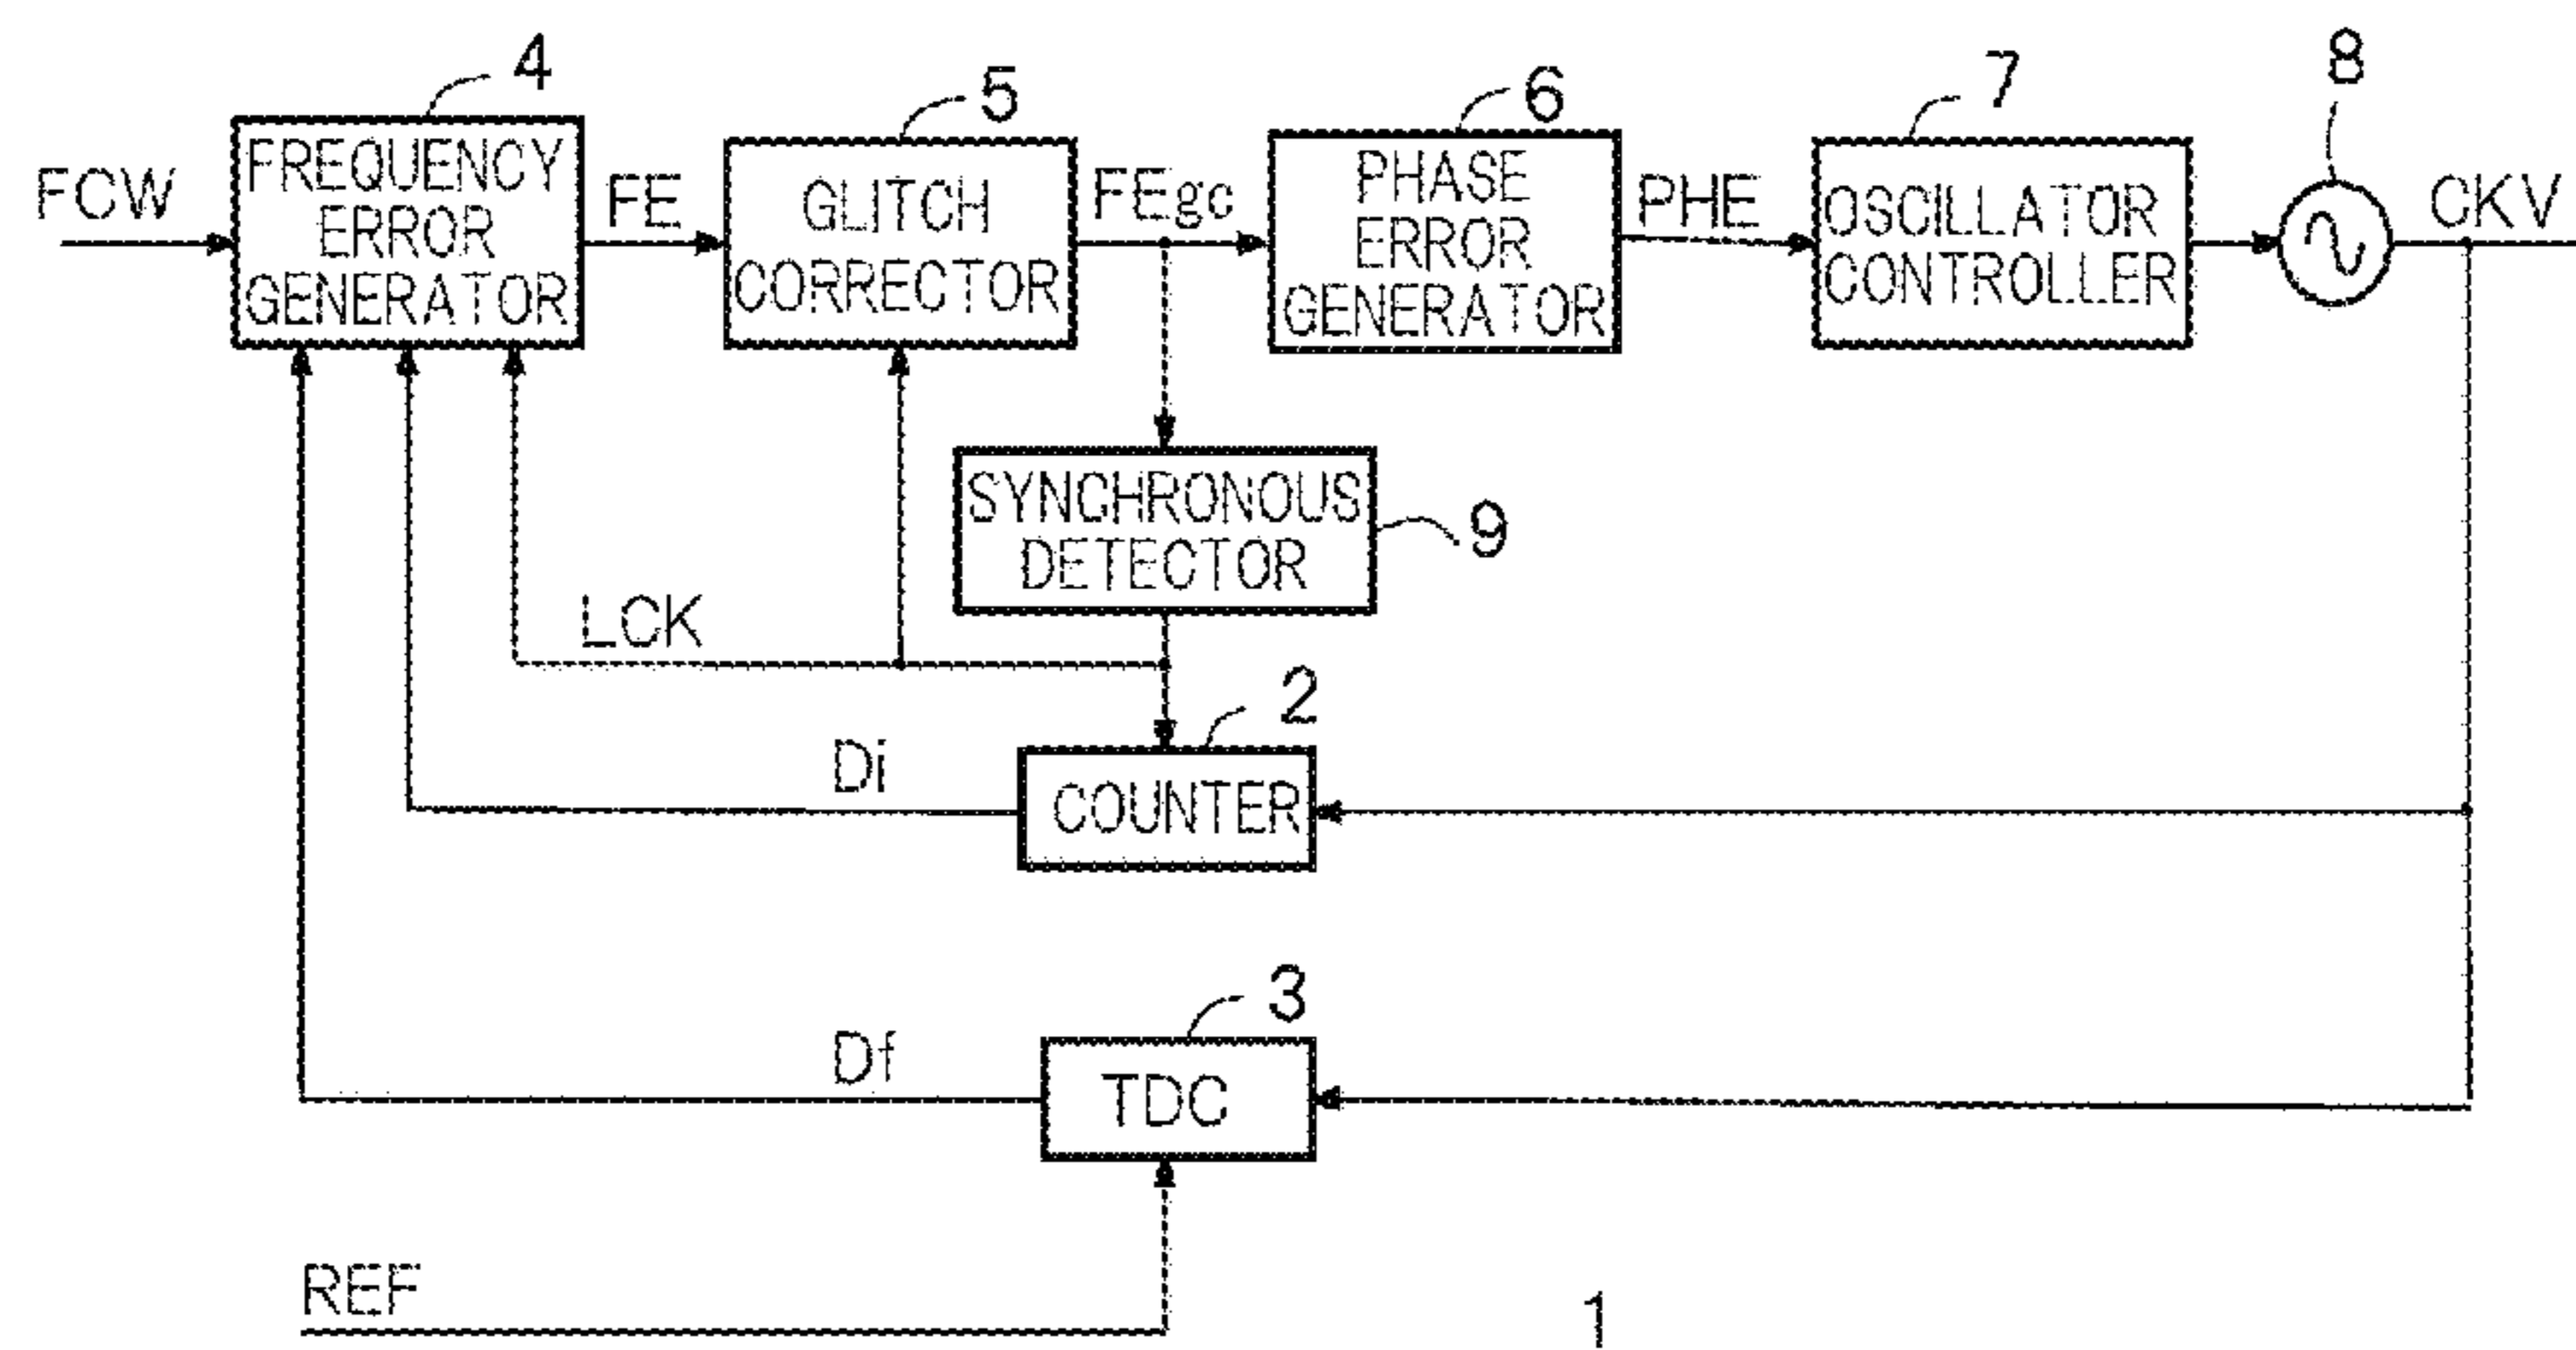 4
5
6
7
8
FCW
FREQUENCY
ERROR
GENERATOR
FE
GLITCH
CORRECTOR
FEgc
PHASE
ERROR
GENERATOR
PHE
OSCILLATOR
CONTROLLER
CKV
SYNCHRONOUS
DETECTOR
9
LCK
2
Di
COUNTER
3
Df
TDC
REF
1